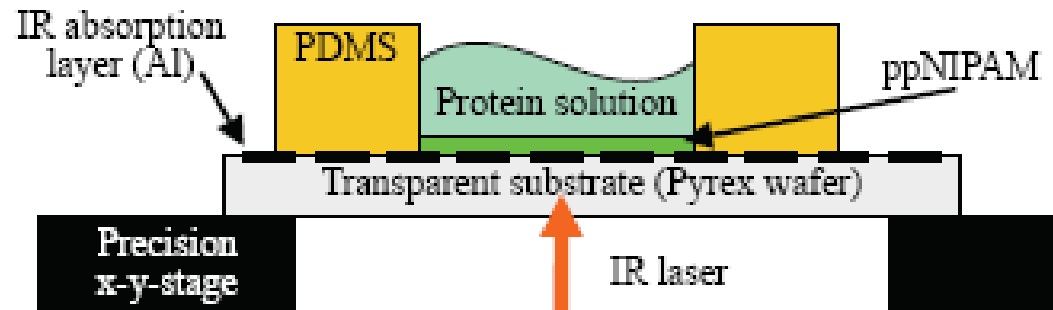 IR absorption
layer (Al)
PDMS
ppNIPAM
Protein solution
Transparent substrate (Pyrex wafer)
Precision
x-y-stage
IR laser